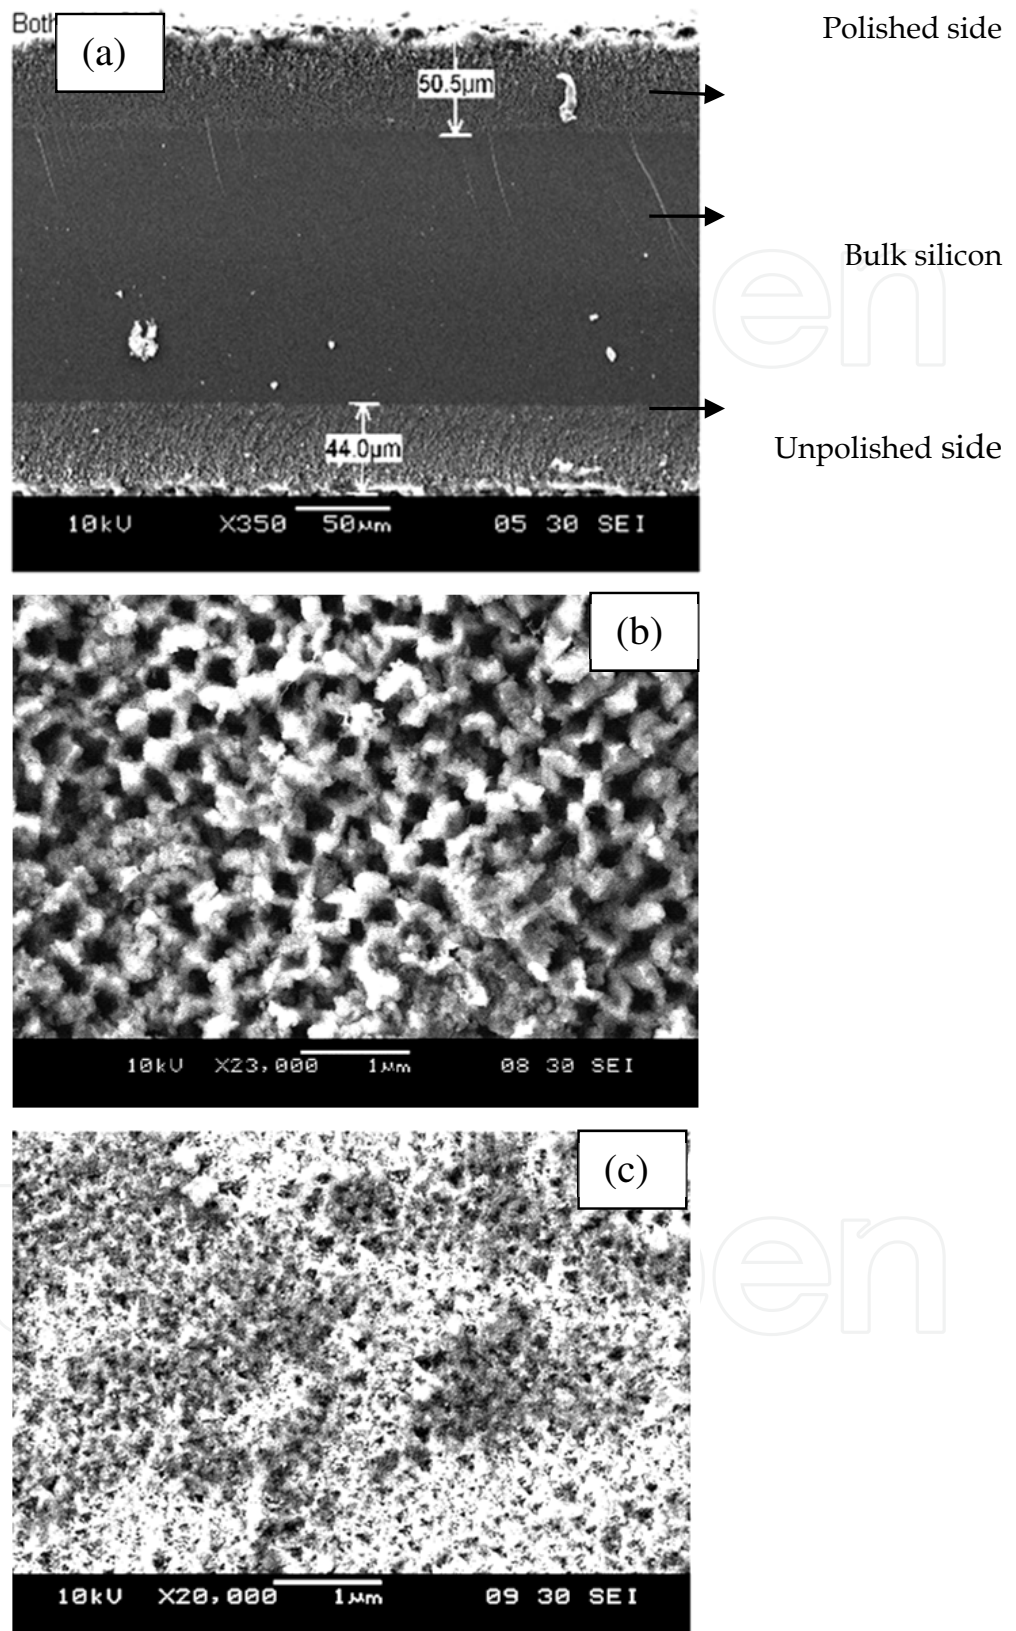 Both
(a)
Polished side
50.5µm
Bulk silicon
44.0µm
Unpolished side
10kV X350 50µm 05 30 SEI
(b)
10kV X23,000 1µm 08 30 SEI
(c)
10kV X20,000 1µm 09 30 SEI